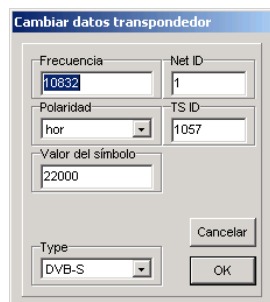 Cambiar datos transpondedor
Frecuencia
Net ID
10832
1
Polaridad
TS ID
hor
1057
Valor del símbolo
22000
Cancelar
Type
DVB-S
OK